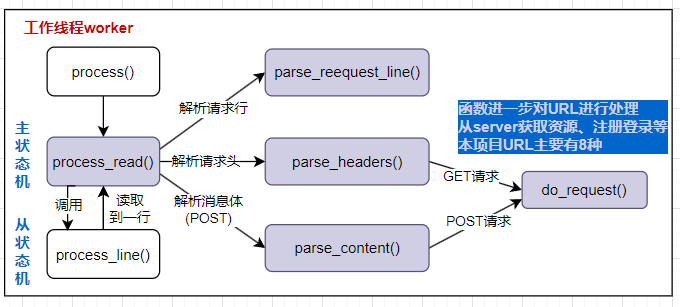 工作线程worker
process()
parse_reequest_line()
解析请求行
函数进一步对URL进行处理
从server获取资源、注册登录等
本项目URL主要有8种
主
状
态
机
process_read()
解析请求头
parse_headers()
GET请求
do_request()
调用
读取
到一行
解析消息体
(POST)
POST请求
从
状
态
机
process_line()
parse_content()